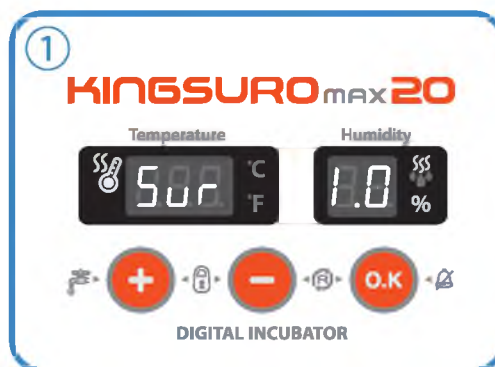 ①
KINGSURO max 20
Temperature Humidity
Sur °C °F 1.0 %
+ - R O.K
DIGITAL INCUBATOR